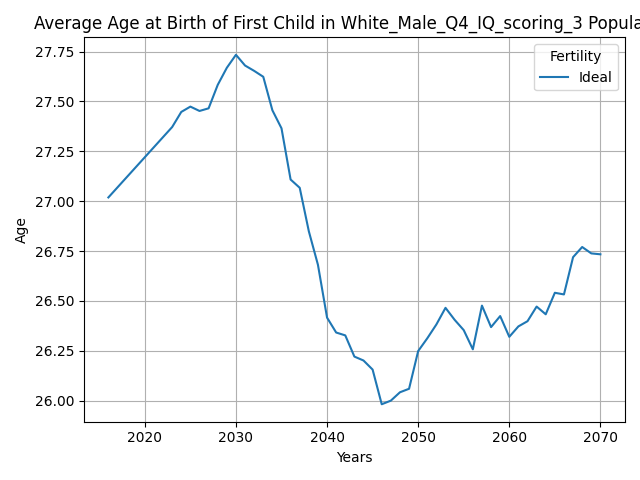 Average Age at Birth of First Child in White_Male_Q4_IQ_scoring_3 Popula
27.75
27.50
27.25
27.00
26.75
26.50
26.25
26.00
Age
Fertility
Ideal
2020 2030 2040 2050 2060 2070
Years